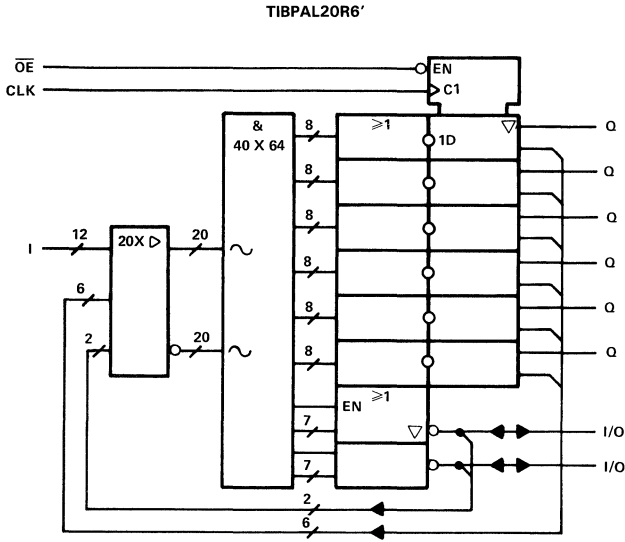 TIBPAL20R6′
OE
EN
CLK
C1
&
40 X 64
8
≥1
1D
Q
8
Q
8
Q
12
I
20X ▷
20
8
Q
6
8
Q
2
20
8
Q
EN
≥1
7
▽
I/O
7
I/O
2
6